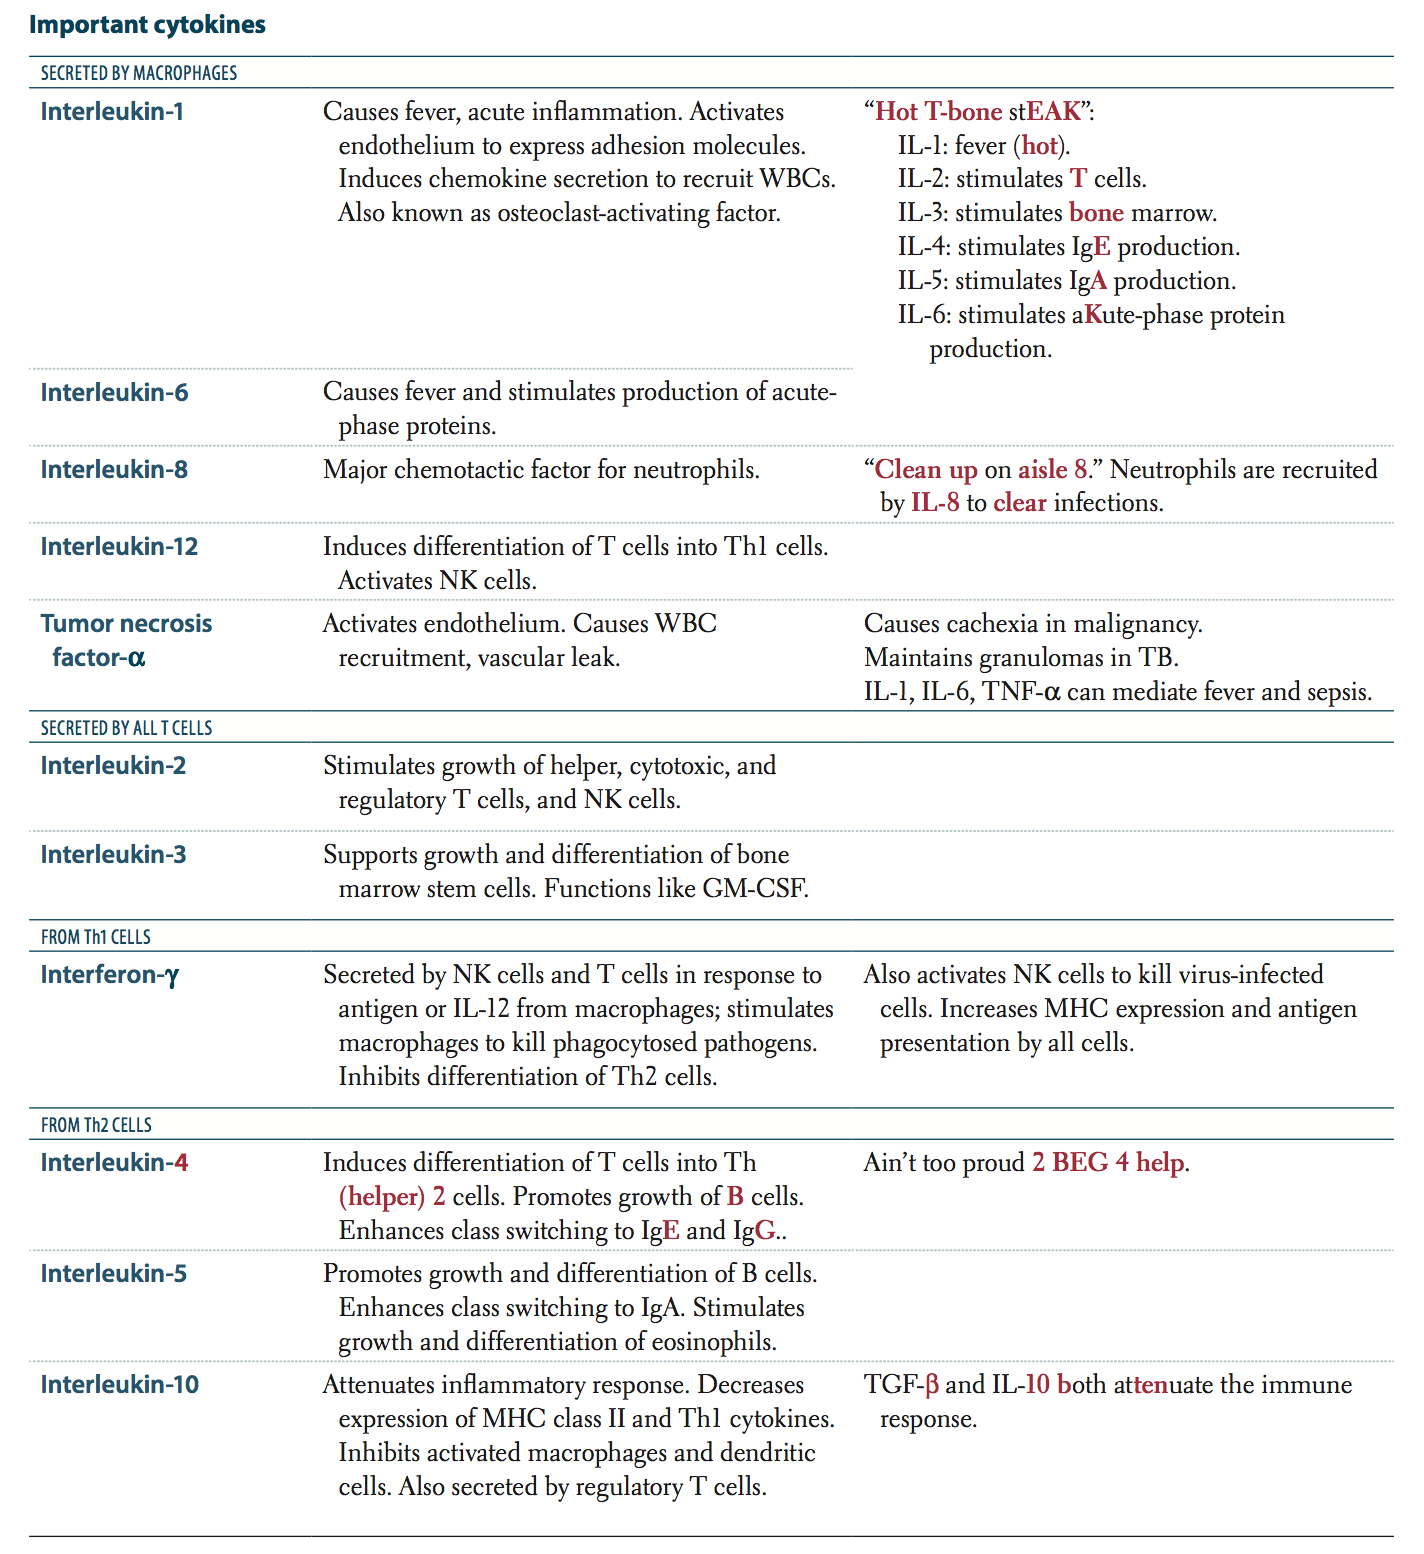 Important cytokines
SECRETED BY MACROPHAGES
Interleukin-1
Causes fever, acute inflammation. Activates
endothelium to express adhesion molecules.
Induces chemokine secretion to recruit WBCs.
Also known as osteoclast-activating factor.
“Hot T-bone stEAK”:
IL-1: fever (hot).
IL-2: stimulates T cells.
IL-3: stimulates bone marrow.
IL-4: stimulates IgE production.
IL-5: stimulates IgA production.
IL-6: stimulates aKute-phase protein
production.
Interleukin-6
Causes fever and stimulates production of acute-
phase proteins.
Interleukin-8
Major chemotactic factor for neutrophils.
“Clean up on aisle 8.” Neutrophils are recruited
by IL-8 to clear infections.
Interleukin-12
Induces differentiation of T cells into Th1 cells.
Activates NK cells.
Tumor necrosis
factor-α
Activates endothelium. Causes WBC
recruitment, vascular leak.
Causes cachexia in malignancy.
Maintains granulomas in TB.
IL-1, IL-6, TNF-α can mediate fever and sepsis.
SECRETED BY ALL T CELLS
Interleukin-2
Stimulates growth of helper, cytotoxic, and
regulatory T cells, and NK cells.
Interleukin-3
Supports growth and differentiation of bone
marrow stem cells. Functions like GM-CSF.
FROM Th1 CELLS
Interferon-γ
Secreted by NK cells and T cells in response to
antigen or IL-12 from macrophages; stimulates
macrophages to kill phagocytosed pathogens.
Inhibits differentiation of Th2 cells.
Also activates NK cells to kill virus-infected
cells. Increases MHC expression and antigen
presentation by all cells.
FROM Th2 CELLS
Interleukin-4
Induces differentiation of T cells into Th
(helper) 2 cells. Promotes growth of B cells.
Enhances class switching to IgE and IgG..
Ain’t too proud 2 BEG 4 help.
Interleukin-5
Promotes growth and differentiation of B cells.
Enhances class switching to IgA. Stimulates
growth and differentiation of eosinophils.
Interleukin-10
Attenuates inflammatory response. Decreases
expression of MHC class II and Th1 cytokines.
Inhibits activated macrophages and dendritic
cells. Also secreted by regulatory T cells.
TGF-β and IL-10 both attenuate the immune
response.